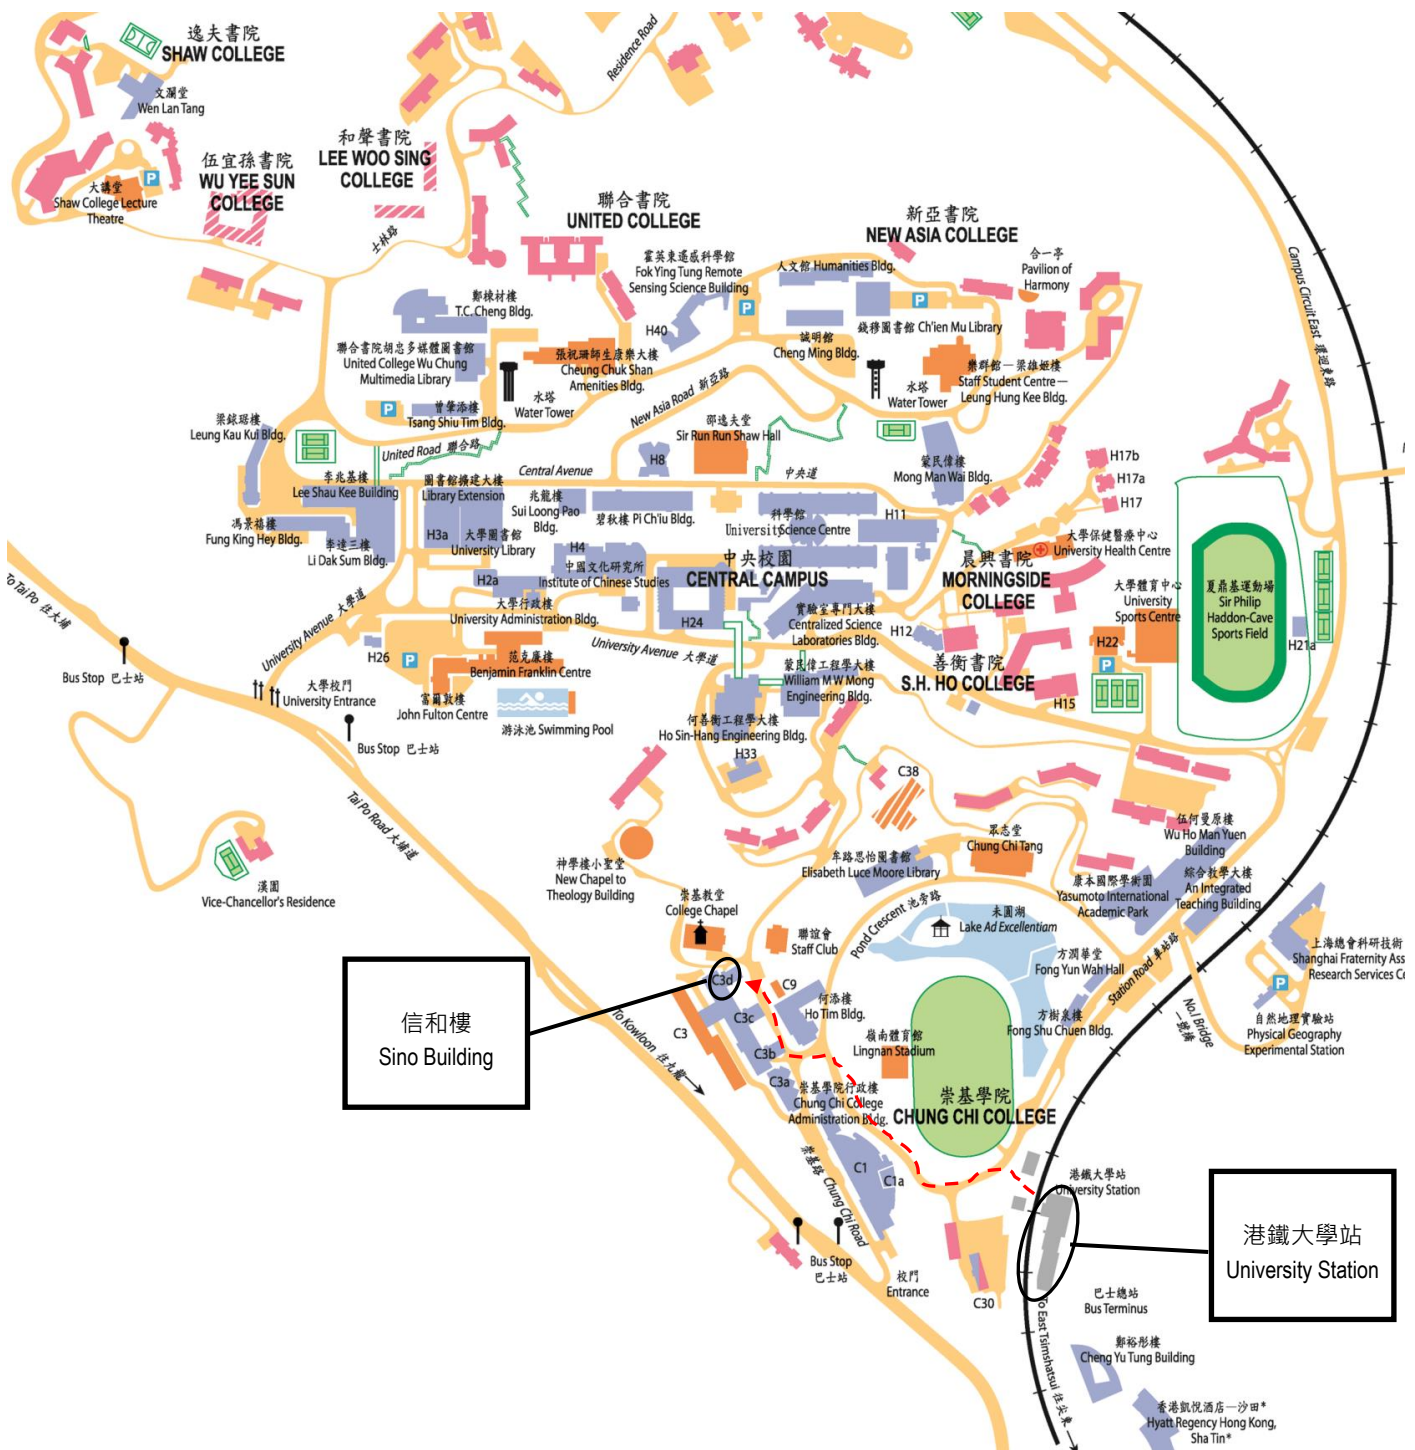 逸夫書院
SHAW COLLEGE
文瀾堂
Wen Lan Tang
大講堂
Shaw College Lecture
Theatre
P
伍宜孫書院
WU YEE SUN
COLLEGE
和聲書院
LEE WOO SING
COLLEGE
士林路
Residence Road
聯合書院
UNITED COLLEGE
新亞書院
NEW ASIA COLLEGE
霍英東遙感科學館
Fok Ying Tung Remote
Sensing Science Building
H40
P
人文館 Humanities Bldg.
合一亭
Pavilion of
Harmony
P
錢穆圖書館 Ch'ien Mu Library
誠明館
Cheng Ming Bldg.
水塔
Water Tower
樂群館—梁雄姬樓
Staff Student Centre—
Leung Hung Kee Bldg.
鄭棟材樓
T.C. Cheng Bldg.
聯合書院胡忠多媒體圖書館
United College Wu Chung
Multimedia Library
張祝珊師生康樂大樓
Cheung Chuk Shan
Amenities Bldg.
水塔
Water Tower
P
曾肇添樓
Tsang Shiu Tim Bldg.
New Asia Road 新亞路
United Road 聯合路
Campus Circuit East 環迴東路
梁銶琚樓
Leung Kau Kui Bldg.
李兆基樓
Lee Shau Kee Building
圖書館擴建大樓
Library Extension
馮景禧樓
Fung King Hey Bldg.
李達三樓
Li Dak Sum Bldg.
H3a
大學圖書館
University Library
Central Avenue
中央道
兆龍樓
Sui Loong Pao
Bldg.
碧秋樓 Pi Ch'iu Bldg.
H8
邵逸夫堂
Sir Run Run Shaw Hall
蒙民偉樓
Mong Man Wai Bldg.
科學館
University Science Centre
H11
H17b
H17a
H17
大學保健醫療中心
University Health Centre
H4
中國文化研究所
Institute of Chinese Studies
H2a
大學行政樓
University Administration Bldg.
中央校園
CENTRAL CAMPUS
H24
實驗室專門大樓
Centralized Science
Laboratories Bldg.
晨興書院
MORNINGSIDE
COLLEGE
H12
善衡書院
S.H. HO COLLEGE
大學體育中心
University
Sports Centre
H22
P
H15
夏鼎基運動場
Sir Philip
Haddon-Cave
Sports Field
H21a
To Tai Po 往大埔
Bus Stop 巴士站
University Avenue 大學道
University Avenue 大學道
H26
P
范克廉樓
Benjamin Franklin Centre
大學校門
University Entrance
富爾敦樓
John Fulton Centre
游泳池 Swimming Pool
Bus Stop 巴士站
Tai Po Road 大埔道
蒙民偉工程學大樓
William M W Mong
Engineering Bldg.
何善衡工程學大樓
Ho Sin-Hang Engineering Bldg.
H33
漢園
Vice-Chancellor's Residence
神學樓小聖堂
New Chapel to
Theology Building
崇基教堂
College Chapel
C38
眾志堂
Chung Chi Tang
牟路思怡圖書館
Elisabeth Luce Moore Library
伍何曼原樓
Wu Ho Man Yuen
Building
康本國際學術園
Yasumoto International
Academic Park
綜合教學大樓
An Integrated
Teaching Building
聯誼會
Staff Club
Pond Crescent 池旁路
未圓湖
Lake Ad Excellentiam
方潤華堂
Fong Yun Wah Hall
方樹泉樓
Fong Shu Chuen Bldg.
Station Road 車站路
No.1 Bridge
一號橋
上海總會科研技術
Shanghai Fraternity Ass
Research Services Ce
P
自然地理實驗站
Physical Geography
Experimental Station
信和樓
Sino Building
C3d
C9
C3c
C3
C3b
C3a
何添樓
Ho Tim Bldg.
嶺南體育館
Lingnan Stadium
崇基學院
CHUNG CHI COLLEGE
崇基學院行政樓
Chung Chi College
Administration Bldg.
To Kowloon 往九龍
C1
C1a
崇基路 Chung Chi Road
Bus Stop
巴士站
校門
Entrance
C30
港鐵大學站
University Station
港鐵大學站
University Station
巴士總站
Bus Terminus
To East Tsimshatsui 往尖東
鄭裕彤樓
Cheng Yu Tung Building
香港凱悅酒店—沙田*
Hyatt Regency Hong Kong,
Sha Tin*